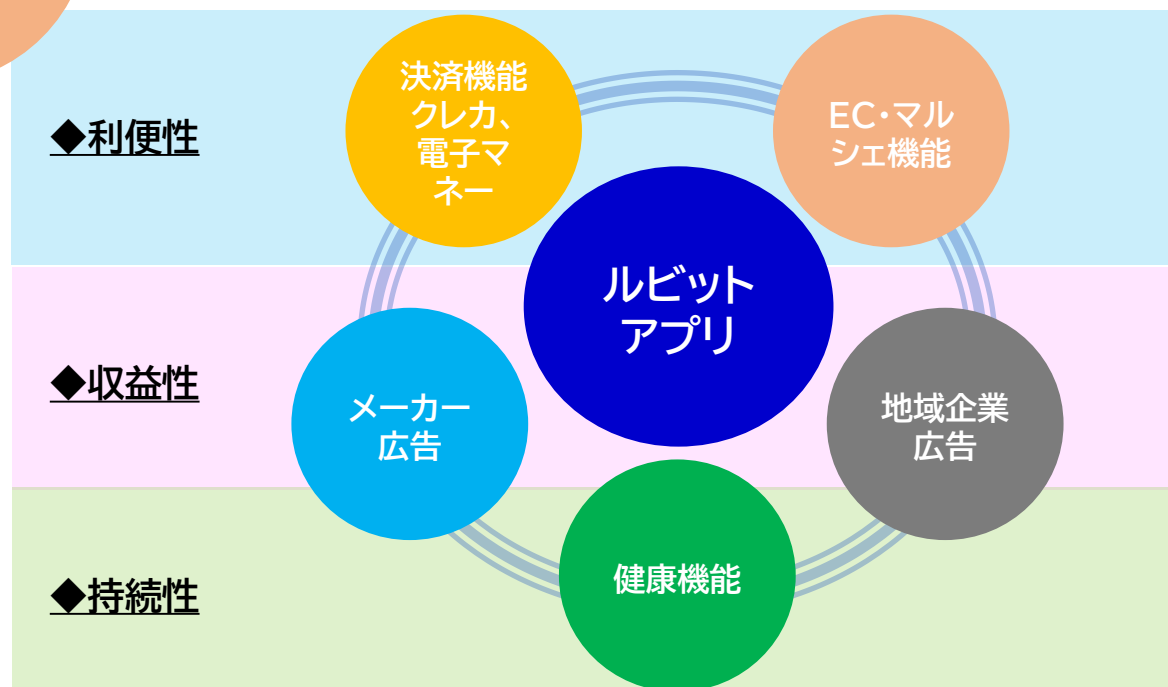 ◆利便性
決済機能
クレカ、
電子マ
ネー
EC・マル
シェ機能
ルビット
アプリ
◆収益性
メーカー
広告
地域企業
広告
◆持続性
健康機能